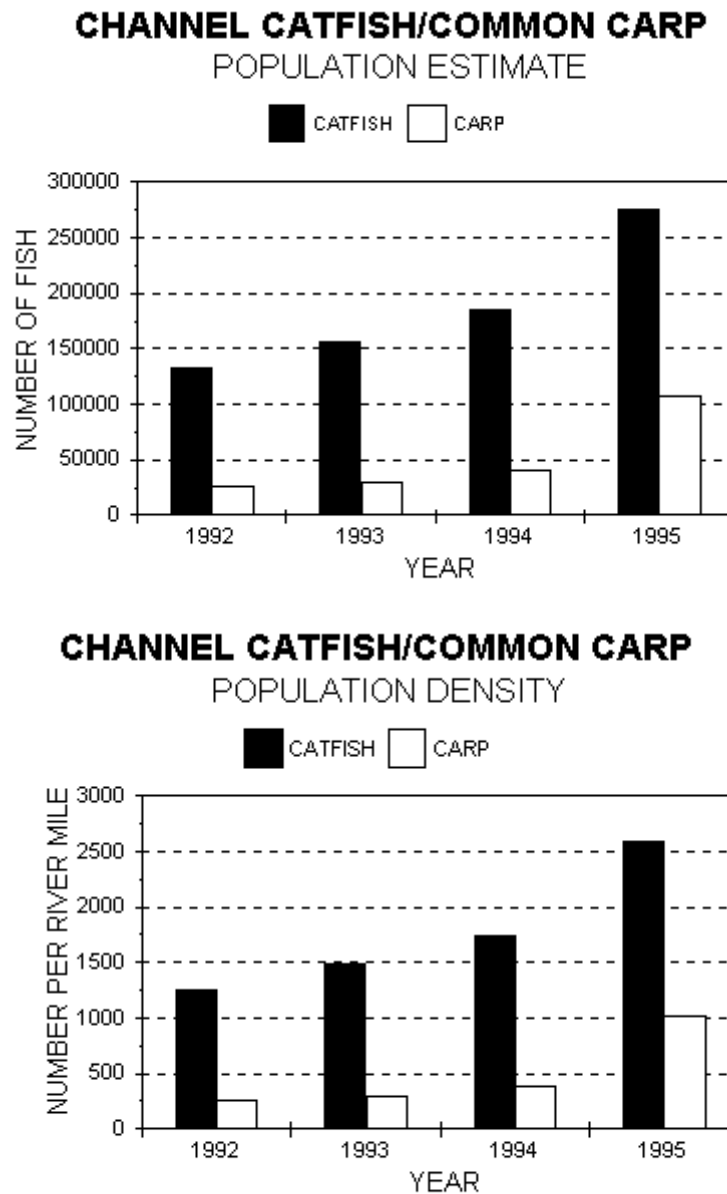 CHANNEL CATFISH/COMMON CARP
POPULATION ESTIMATE
CATFISH CARP
NUMBER OF FISH
300000
250000
200000
150000
100000
50000
0
1992 1993 1994 1995
YEAR
CHANNEL CATFISH/COMMON CARP
POPULATION DENSITY
CATFISH CARP
NUMBER PER RIVER MILE
3000
2500
2000
1500
1000
500
0
1992 1993 1994 1995
YEAR